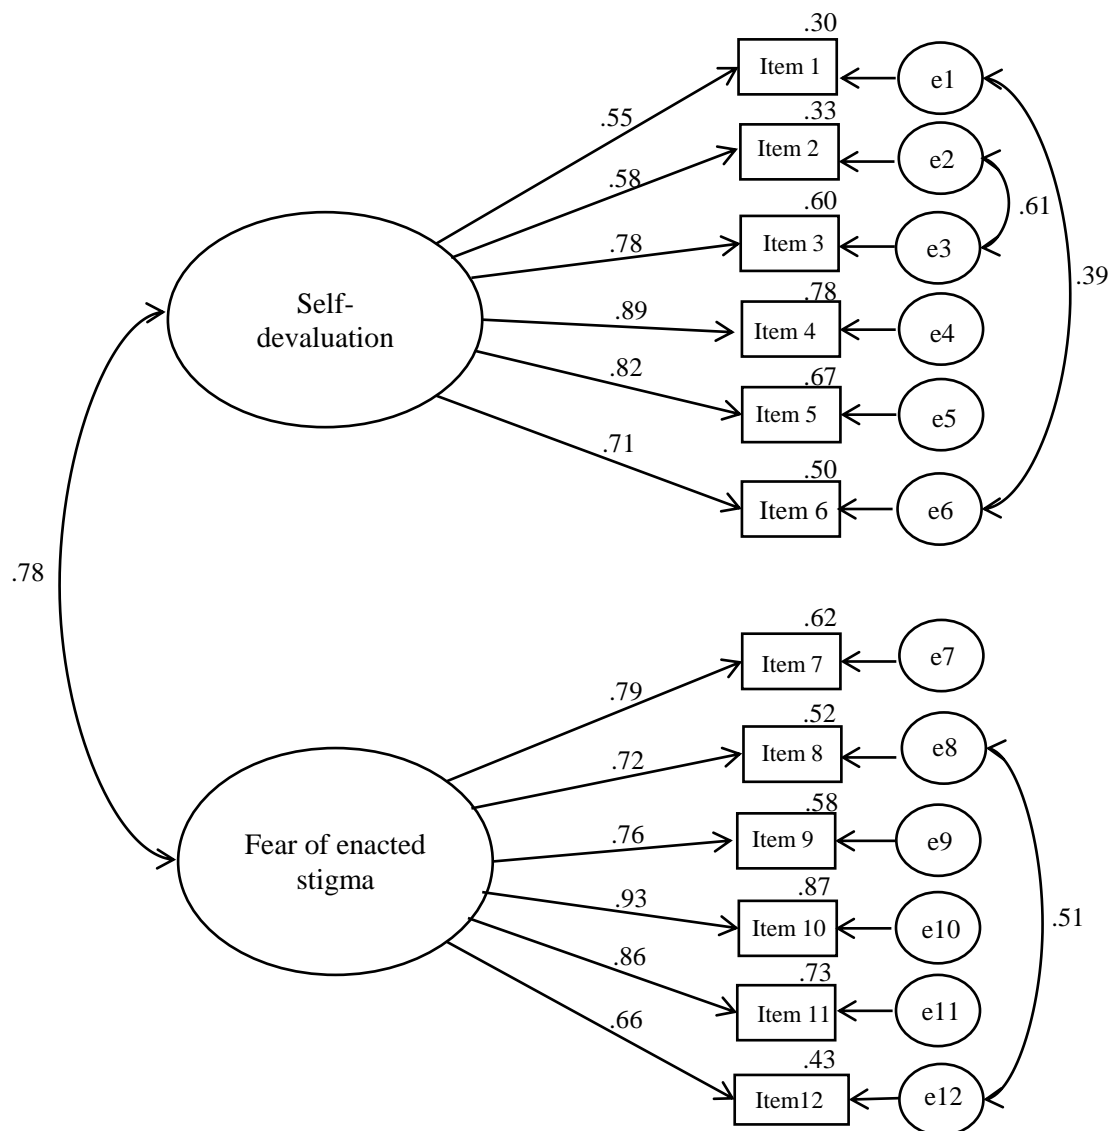 .30
Item 1
e1
.55
.33
Item 2
e2
.58
.60
.61
Item 3
e3
.78
.39
Self-
devaluation
.78
.89
Item 4
e4
.82
.67
Item 5
e5
.71
.50
Item 6
e6
.78
.62
Item 7
e7
.79
.52
Item 8
e8
.72
.58
Fear of enacted
stigma
.76
Item 9
e9
.93
.87
Item 10
e10
.51
.86
.73
Item 11
e11
.66
.43
Item12
e12